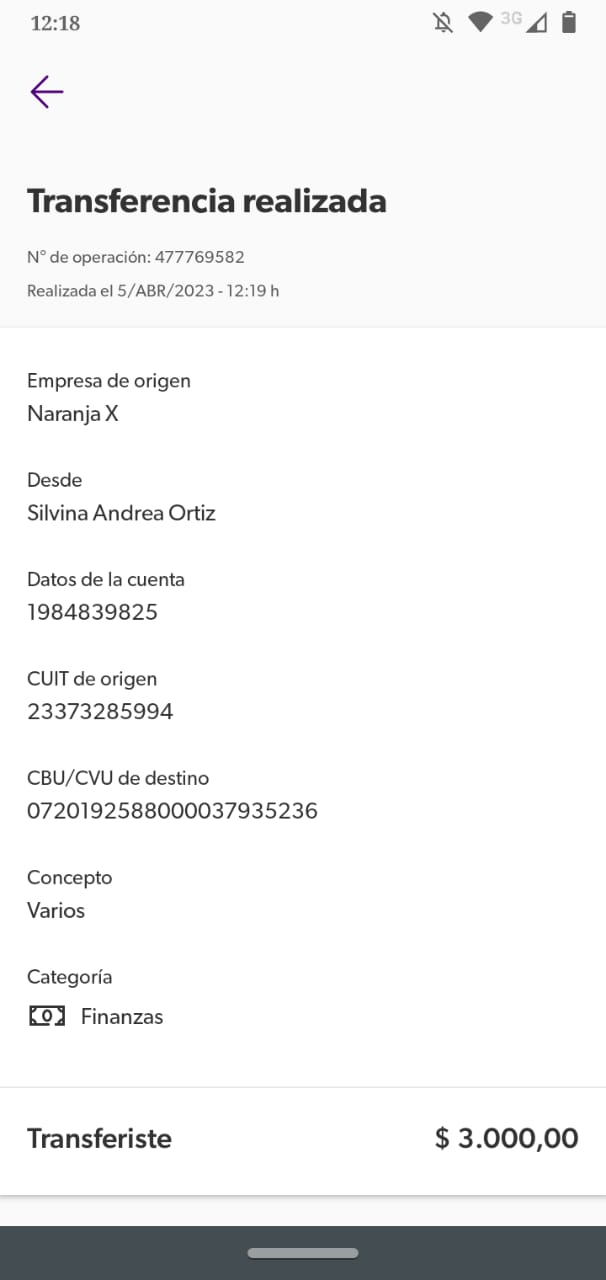 12:18
3G
Transferencia realizada
N° de operación: 477769582
Realizada el 5/ABR/2023 - 12:19 h
Empresa de origen
Naranja X
Desde
Silvina Andrea Ortiz
Datos de la cuenta
1984839825
CUIT de origen
23373285994
CBU/CVU de destino
0720192588000037935236
Concepto
Varios
Categoría
Finanzas
Transferiste $ 3.000,00